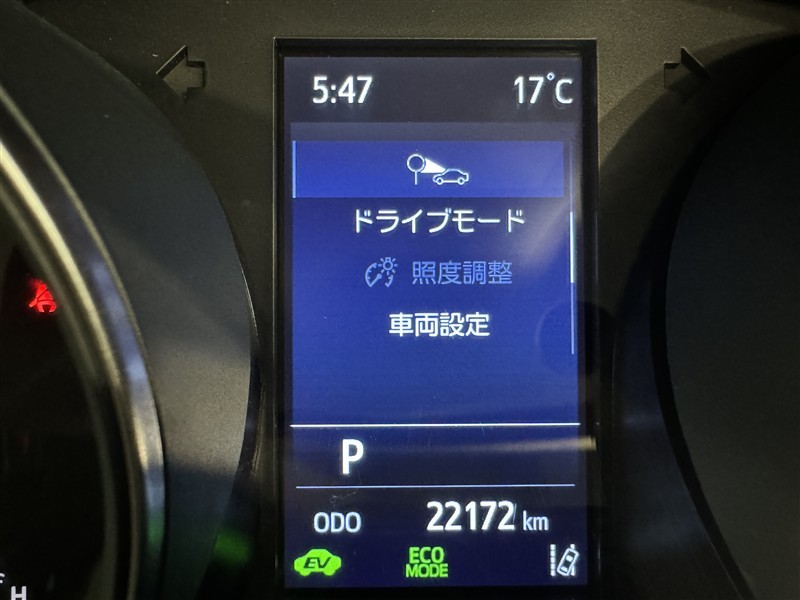 5:47 17°C
ドライブモード
照度調整
車両設定
P
ODO 22172 km
EV ECO MODE
H